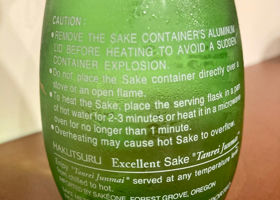 CAUTION :
•REMOVE THE SAKE CONTAINER'S ALUMINUM
LID BEFORE HEATING TO AVOID A SUDDEN
CONTAINER EXPLOSION.
•Do not place the Sake container directly over a
stove or an open flame.
•To heat the Sake, place the serving flask in a pan
of hot water for 2-3 minutes or heat it in a microwave
oven for no longer than 1 minute.
•Overheating may cause hot Sake to overflow.
HAKUTSURU Excellent Sake "Tanrei Junmai"
Enjoy "Tanrei Junmai" served at any temperature level
from chilled to hot.
BY SAKEONE, FOREST GROVE, OREGON